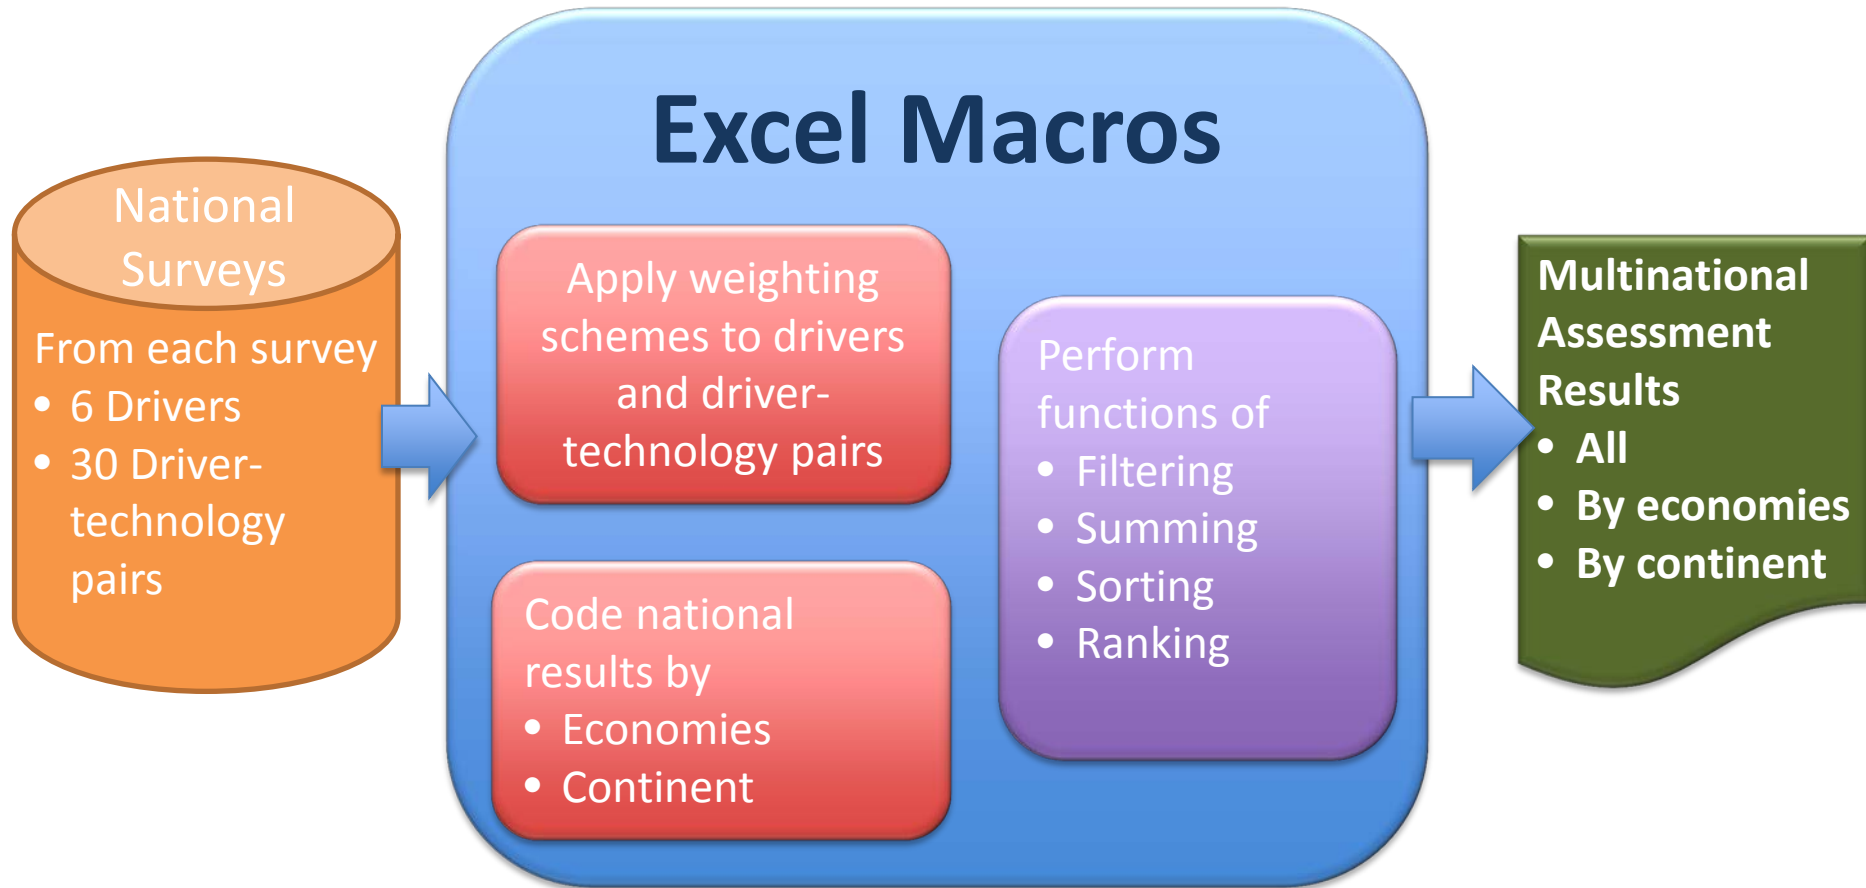 Excel Macros
National
Surveys
From each survey
• 6 Drivers
• 30 Driver-
technology
pairs
Apply weighting
schemes to drivers
and driver-
technology pairs
Code national
results by
• Economies
• Continent
Perform
functions of
• Filtering
• Summing
• Sorting
• Ranking
Multinational
Assessment
Results
• All
• By economies
• By continent